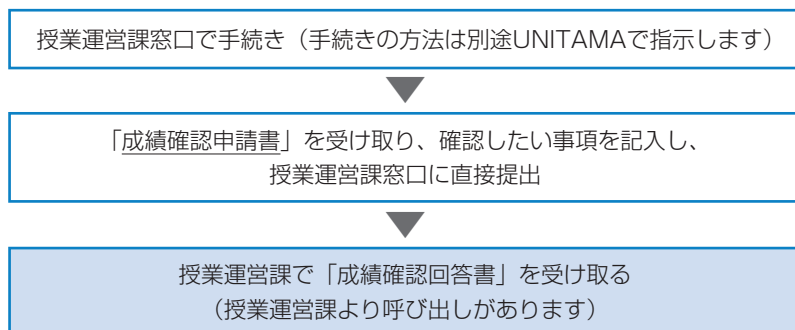 授業運営課窓口で手続き（手続きの方法は別途UNITAMAで指示します）
「成績確認申請書」を受け取り、確認したい事項を記入し、
授業運営課窓口に直接提出
授業運営課で「成績確認回答書」を受け取る
（授業運営課より呼び出しがあります）